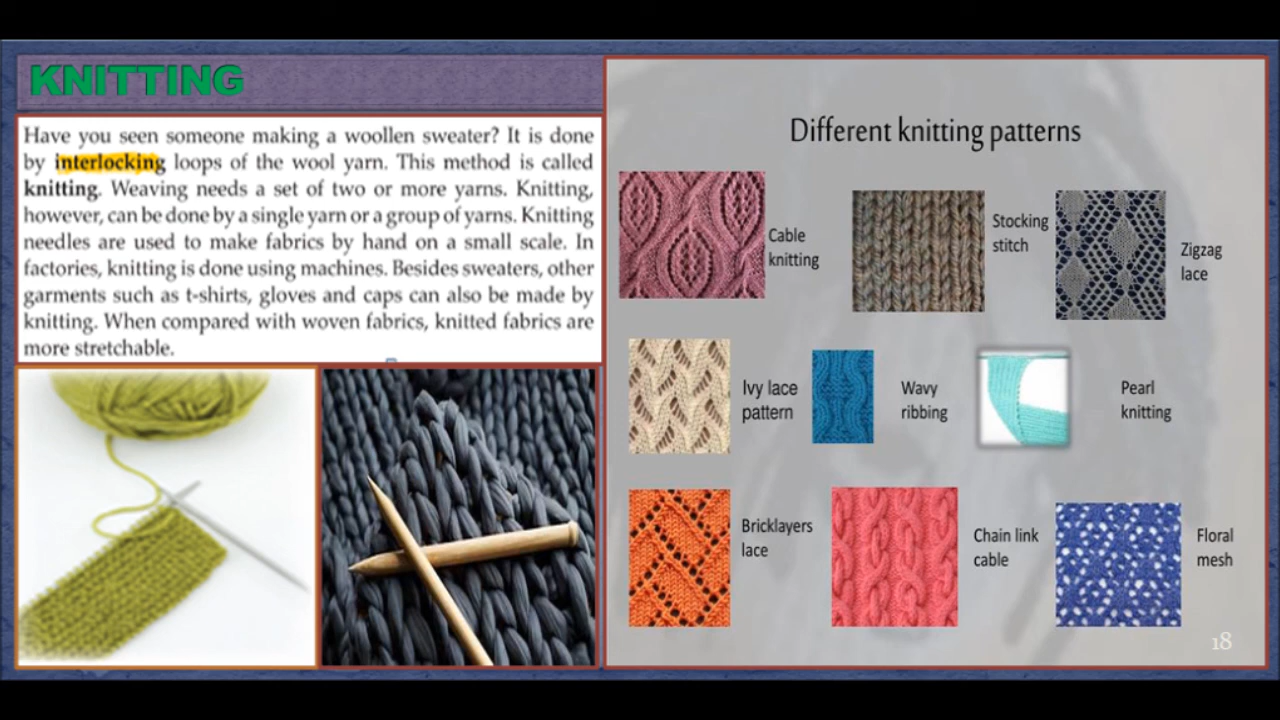 KNITTING
Have you seen someone making a woollen sweater? It is done
by interlocking loops of the wool yarn. This method is called
knitting. Weaving needs a set of two or more yarns. Knitting,
however, can be done by a single yarn or a group of yarns. Knitting
needles are used to make fabrics by hand on a small scale. In
factories, knitting is done using machines. Besides sweaters, other
garments such as t-shirts, gloves and caps can also be made by
knitting. When compared with woven fabrics, knitted fabrics are
more stretchable.
Different knitting patterns
Cable
knitting
Stocking
stitch
Zigzag
lace
Ivy lace
pattern
Wavy
ribbing
Pearl
knitting
Bricklayers
lace
Chain link
cable
Floral
mesh
18